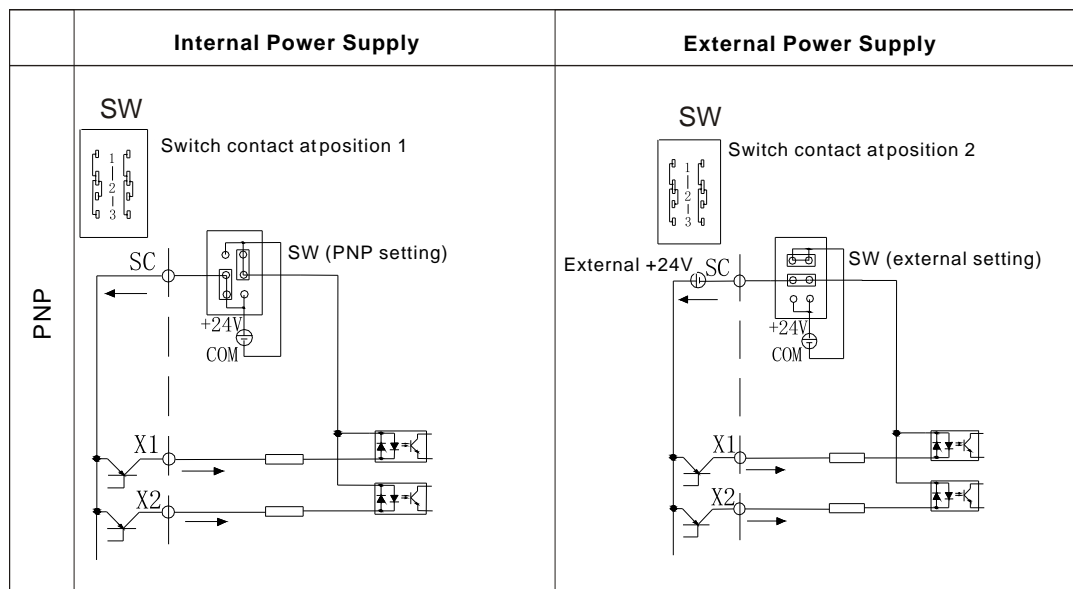 Internal Power Supply
External Power Supply
PNP
SW
Switch contact at position 1
1
2
3
SW (PNP setting)
SC
+24V
COM
X1
X2
SW
Switch contact at position 2
1
2
3
External +24V
SC
SW (external setting)
+24V
COM
X1
X2